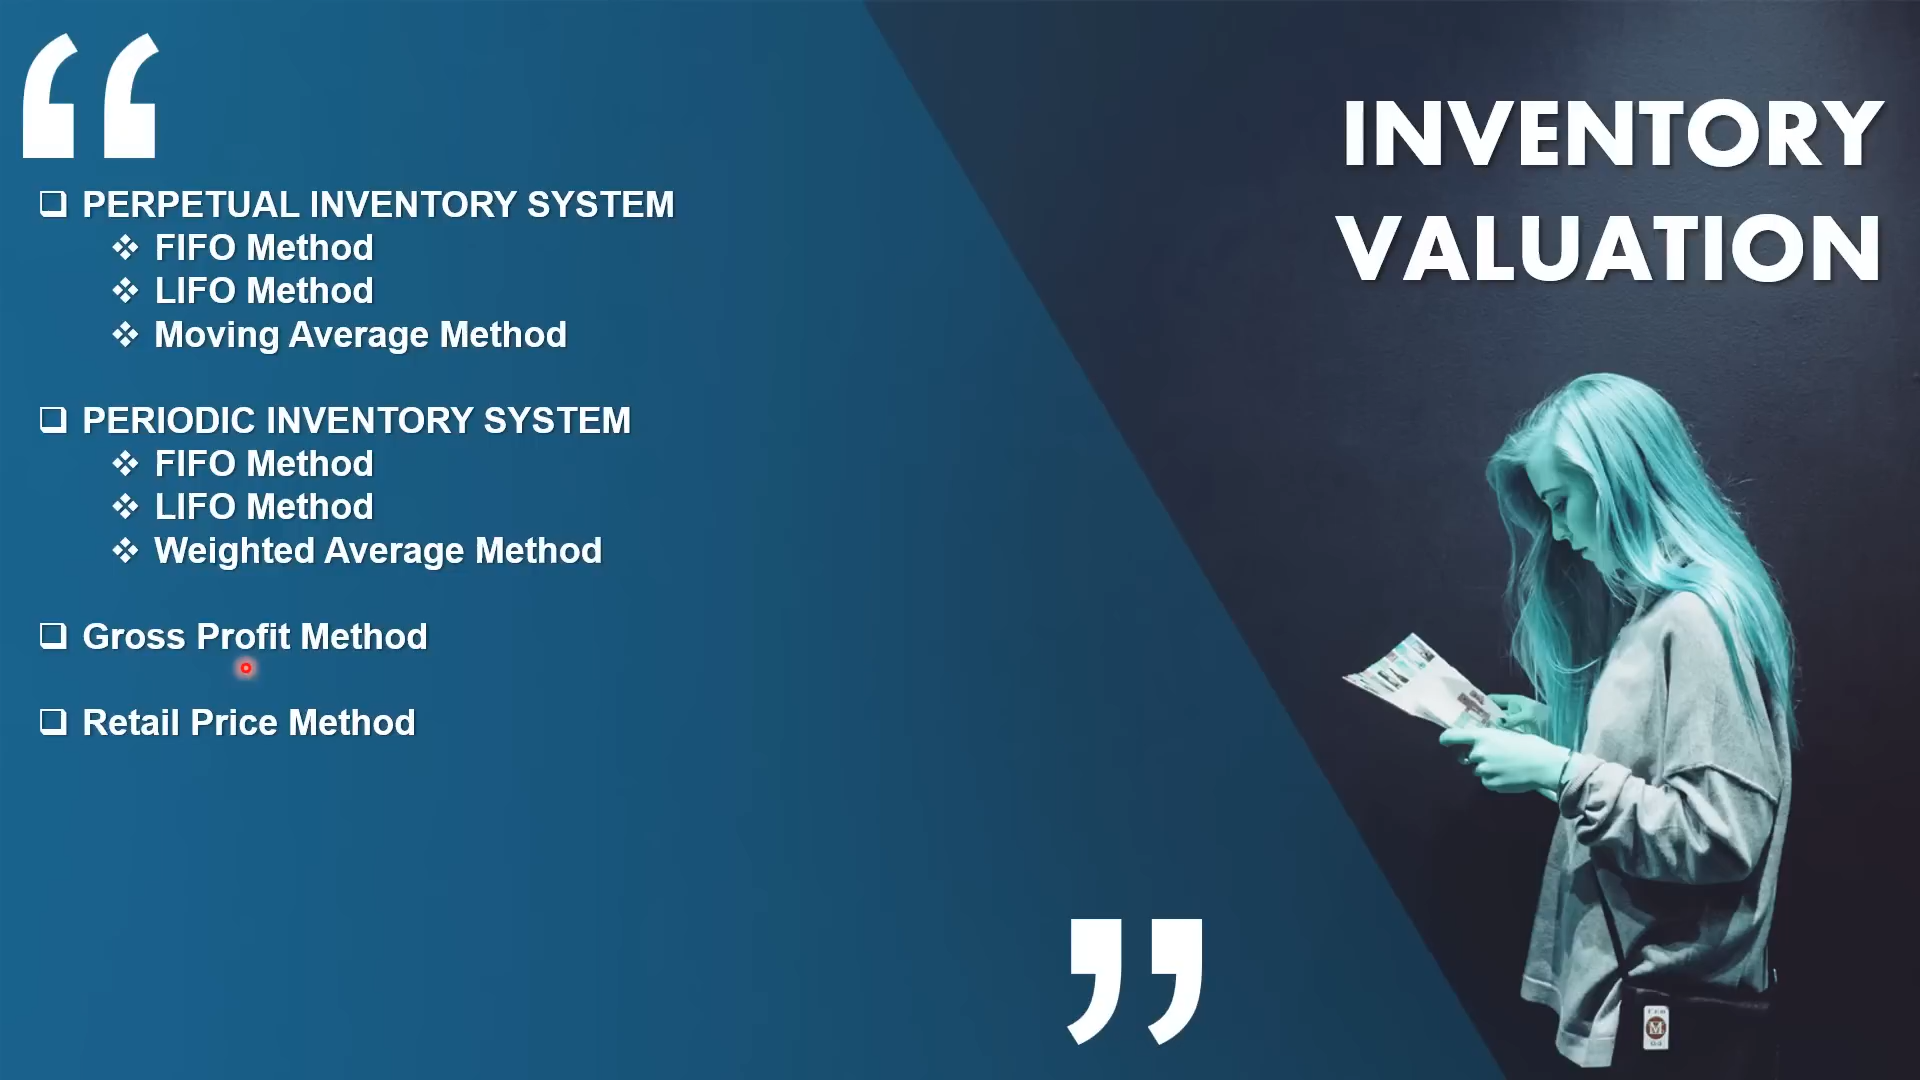 INVENTORY
VALUATION
PERPETUAL INVENTORY SYSTEM
FIFO Method
LIFO Method
Moving Average Method
PERIODIC INVENTORY SYSTEM
FIFO Method
LIFO Method
Weighted Average Method
Gross Profit Method
Retail Price Method
M